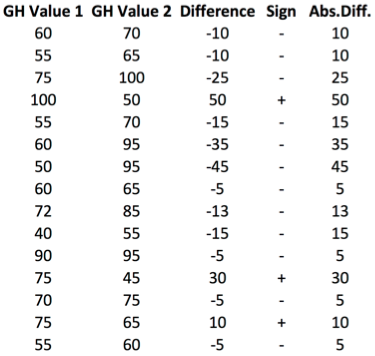 GH Value 1 GH Value 2 Difference Sign Abs.Diff.
60 70 -10 - 10
55 65 -10 - 10
75 100 -25 - 25
100 50 50 + 50
55 70 -15 - 15
60 95 -35 - 35
50 95 -45 - 45
60 65 -5 - 5
72 85 -13 - 13
40 55 -15 - 15
90 95 -5 - 5
75 45 30 + 30
70 75 -5 - 5
75 65 10 + 10
55 60 -5 - 5